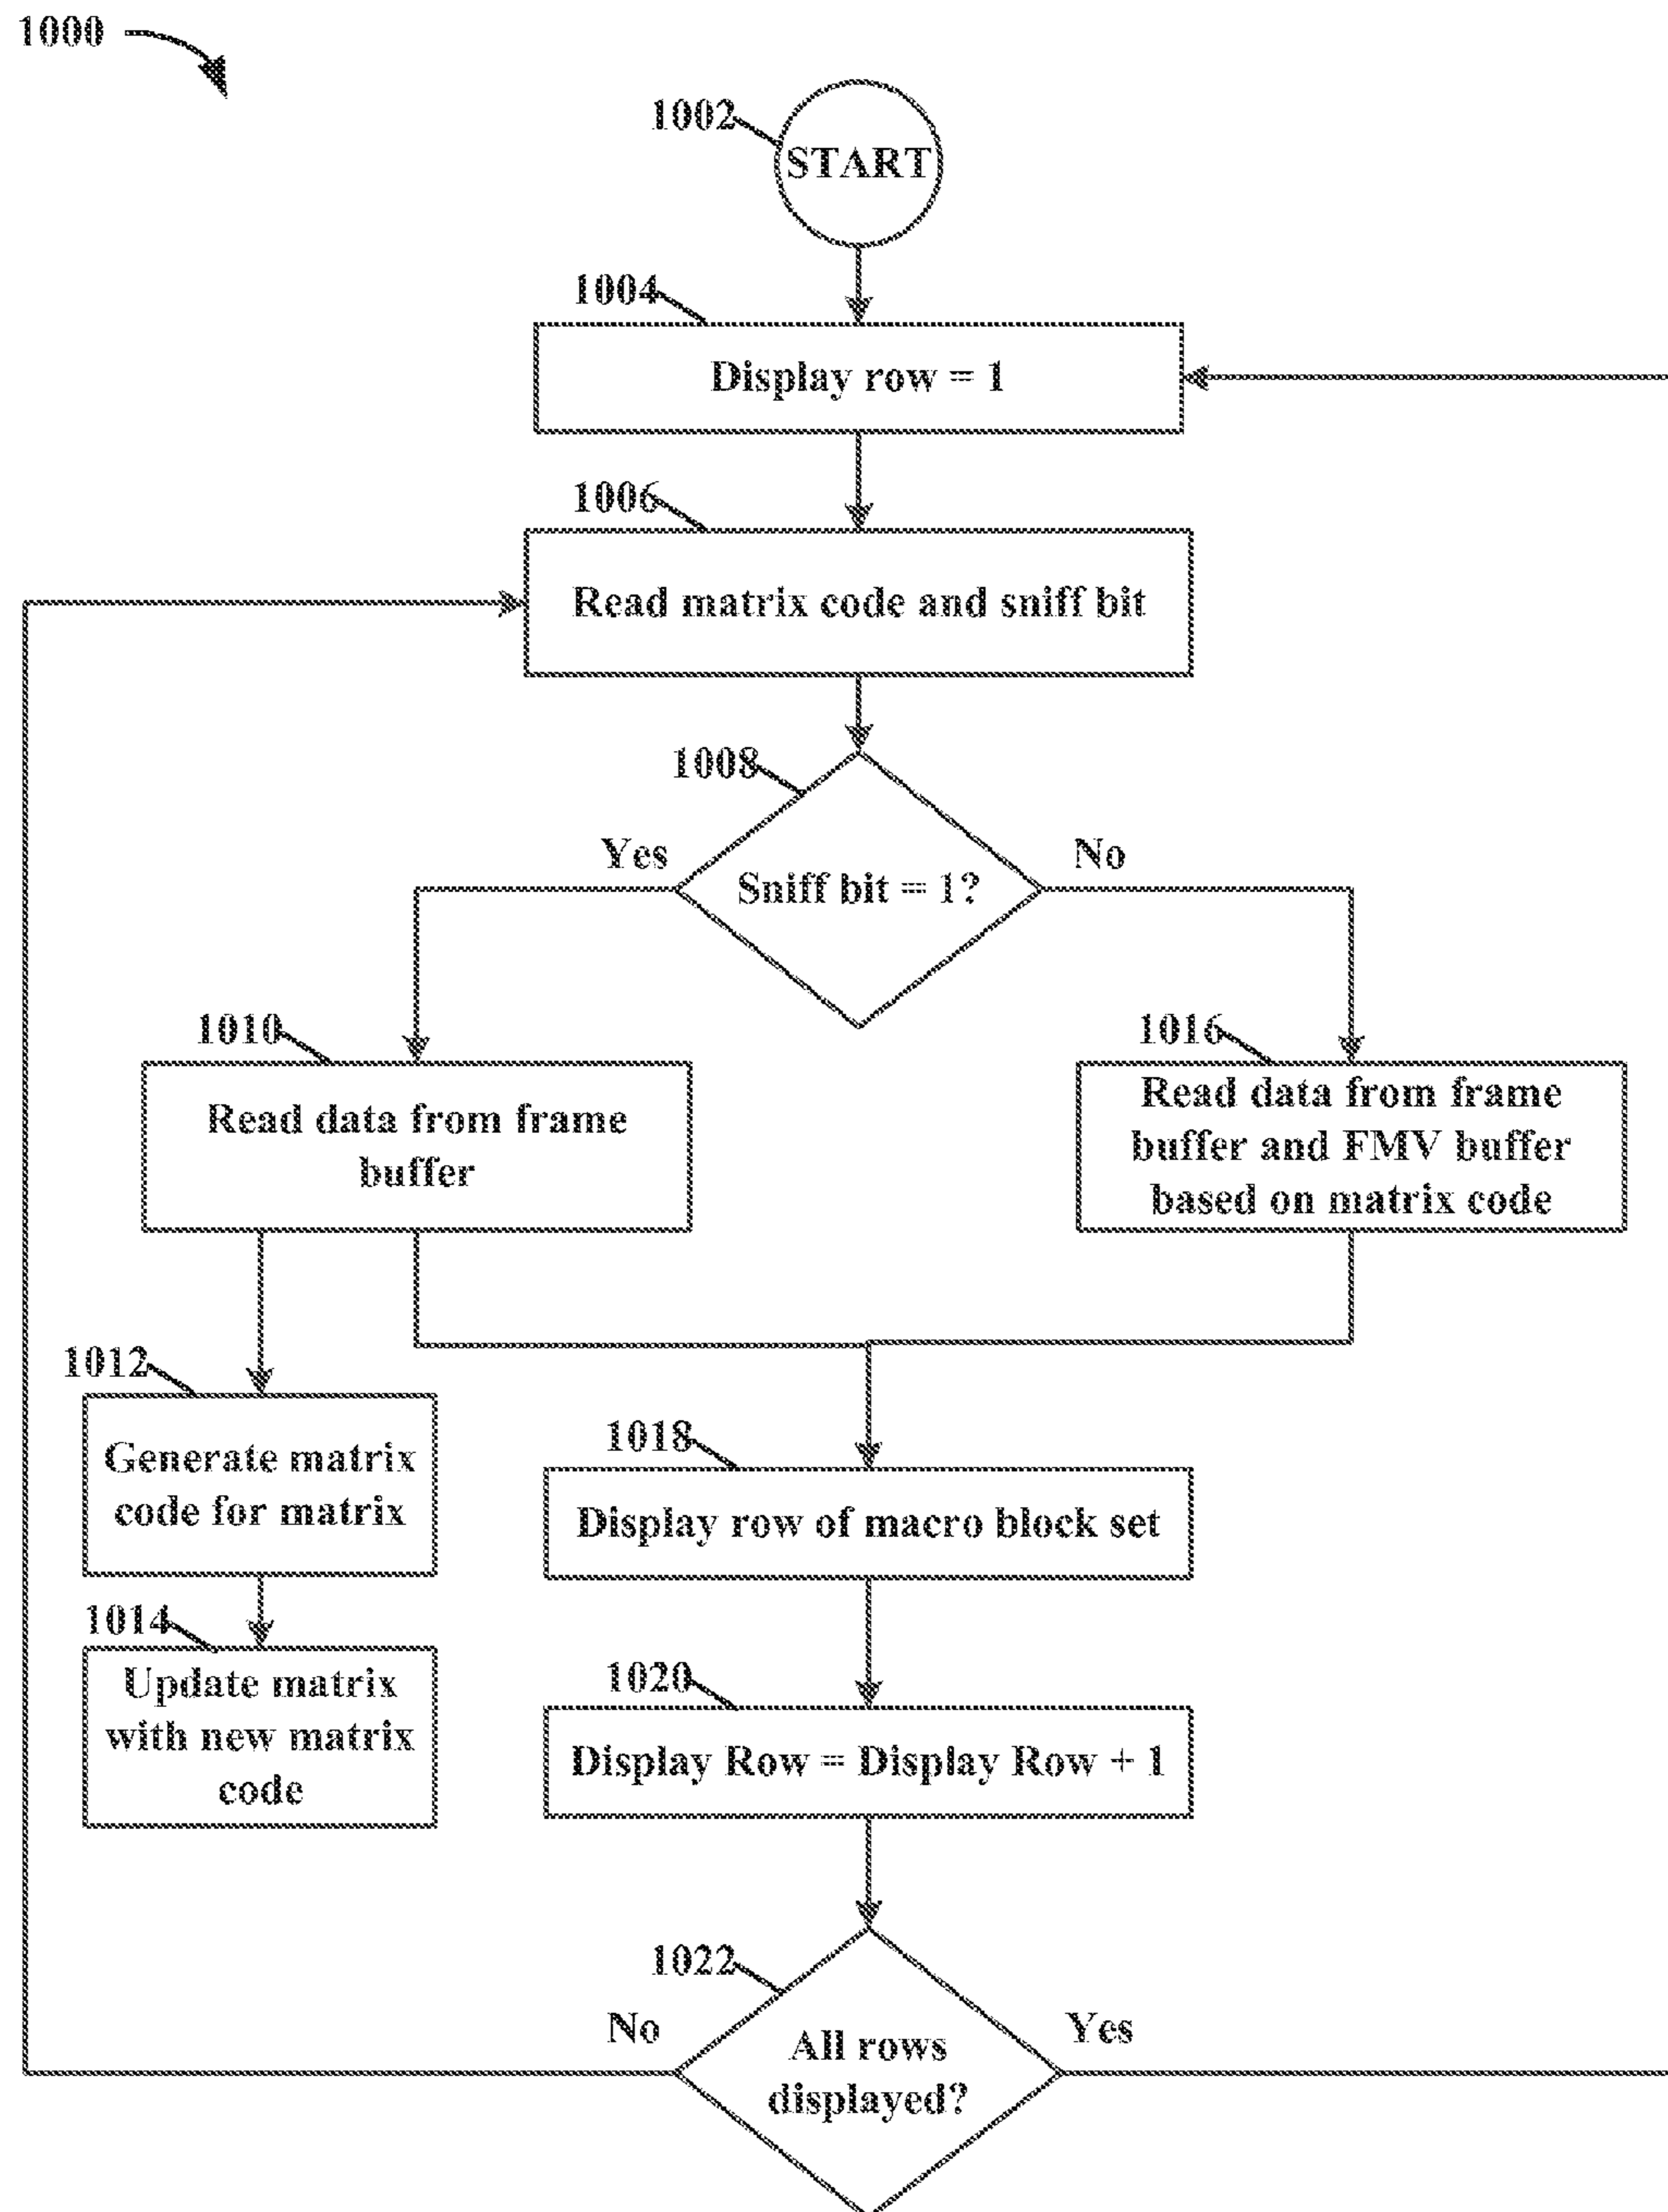 1000
1002
START
1004
Display row = 1
1006
Read matrix code and sniff bit
1008
Yes
No
Sniff bit = 1?
1010
Read data from frame
buffer
1016
Read data from frame
buffer and FMV buffer
based on matrix code
1012
Generate matrix
code for matrix
1014
Update matrix
with new matrix
code
1018
Display row of macro block set
1020
Display Row = Display Row + 1
1022
No
Yes
All rows
displayed?